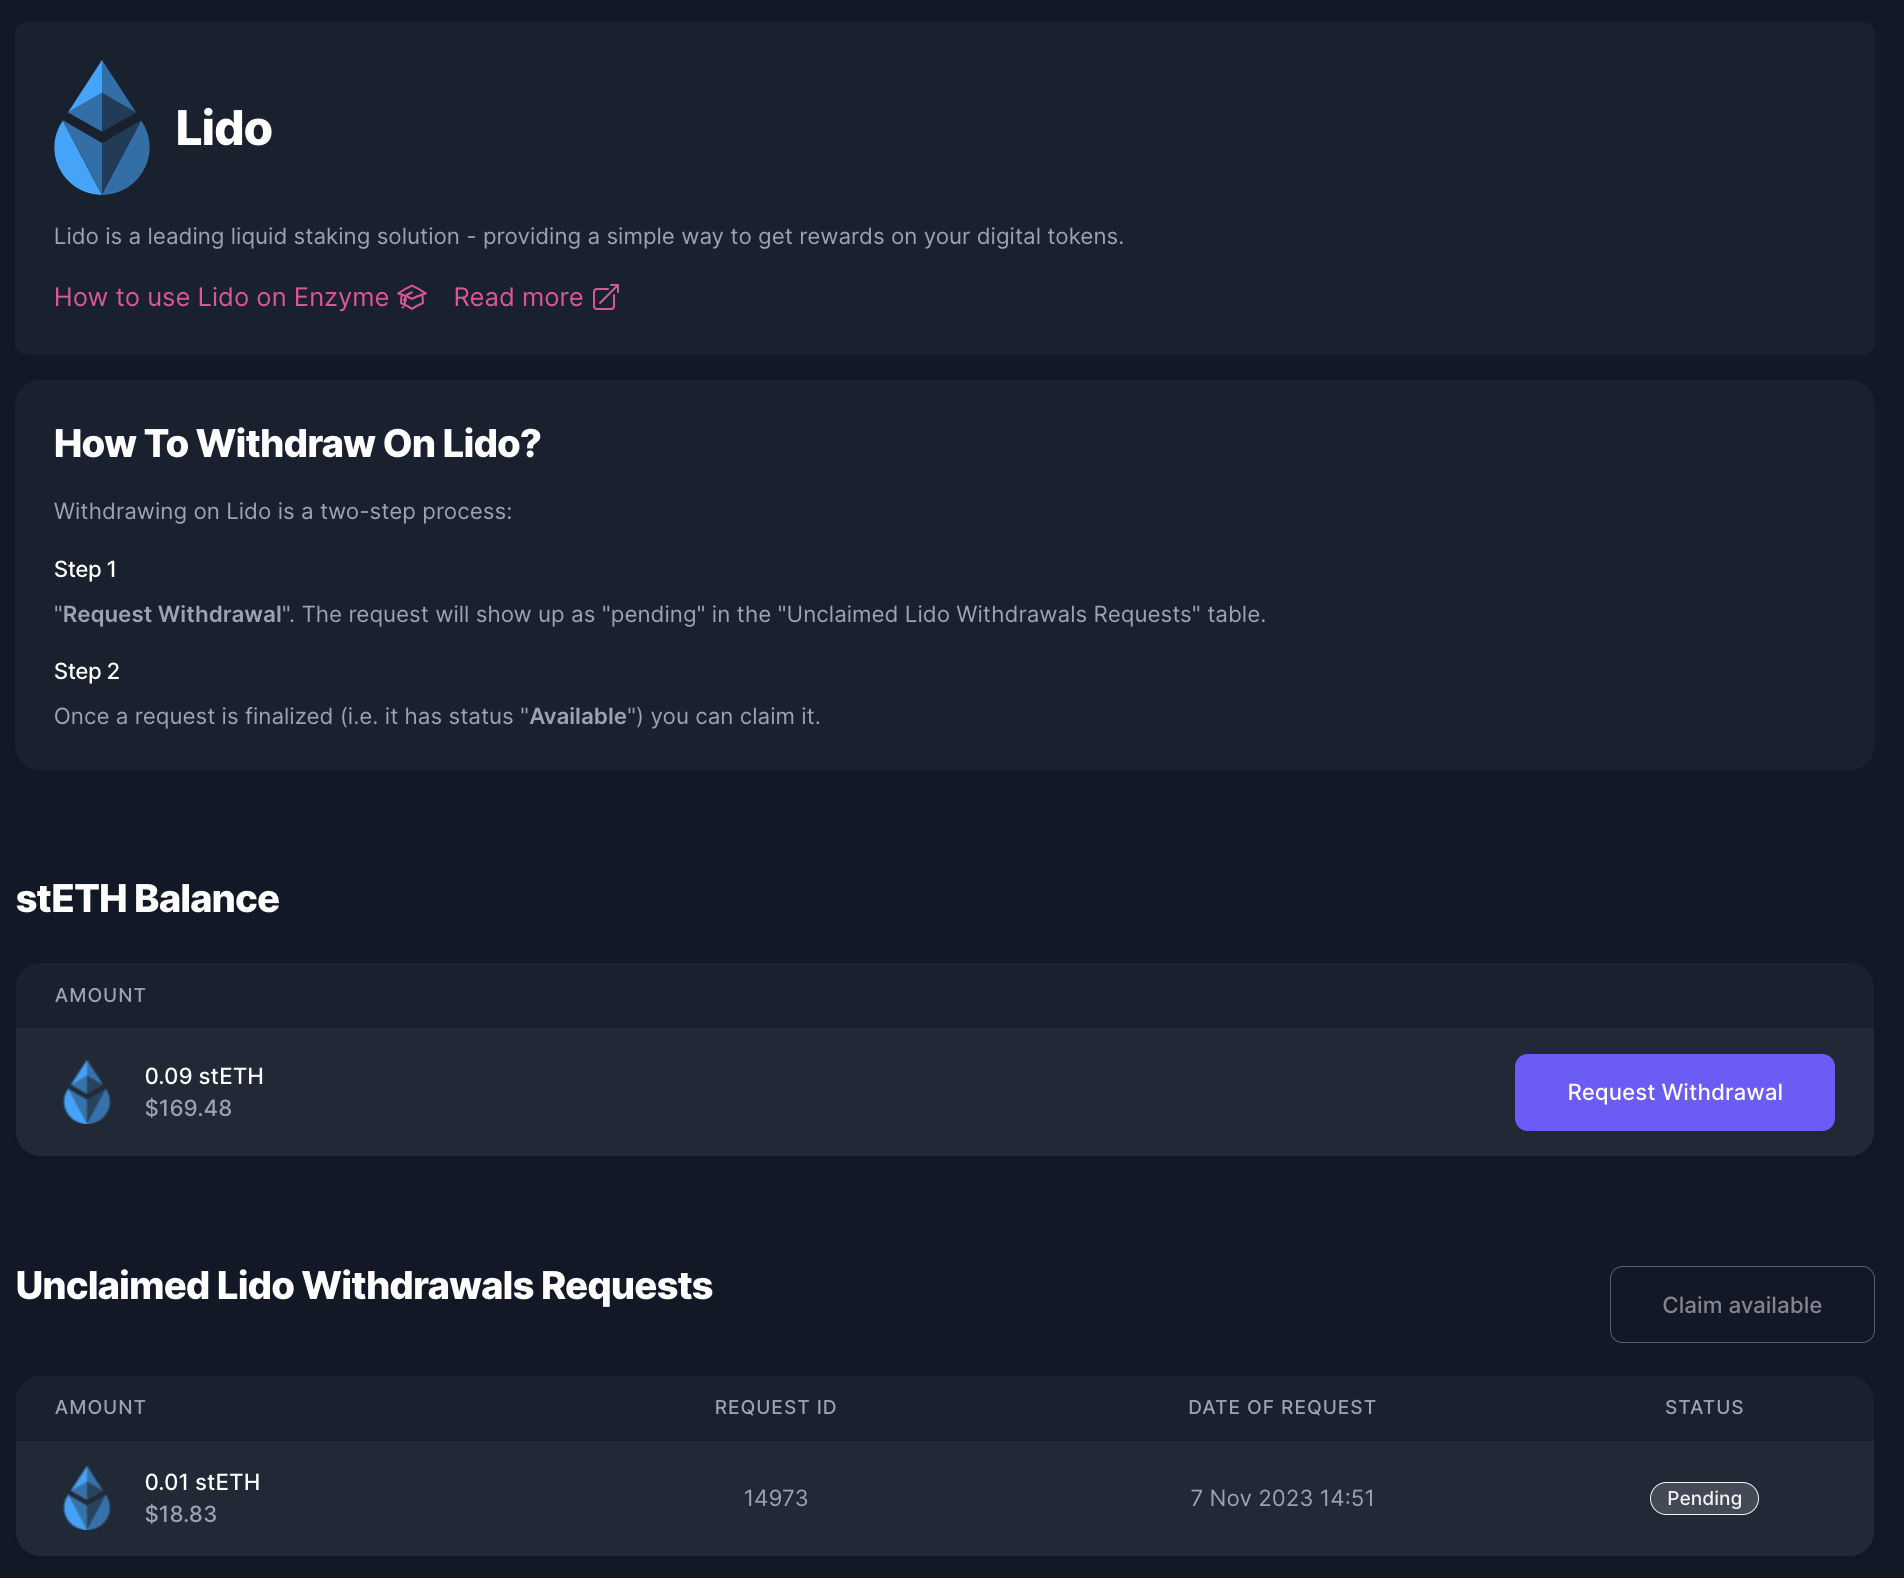 Lido
Lido is a leading liquid staking solution - providing a simple way to get rewards on your digital tokens.
How to use Lido on Enzyme Read more
How To Withdraw On Lido?
Withdrawing on Lido is a two-step process:
Step 1
"Request Withdrawal". The request will show up as "pending" in the "Unclaimed Lido Withdrawals Requests" table.
Step 2
Once a request is finalized (i.e. it has status "Available") you can claim it.
stETH Balance
AMOUNT
0.09 stETH
$169.48
Request Withdrawal
Unclaimed Lido Withdrawals Requests
Claim available
AMOUNT REQUEST ID DATE OF REQUEST STATUS
0.01 stETH
$18.83
14973 7 Nov 2023 14:51 Pending